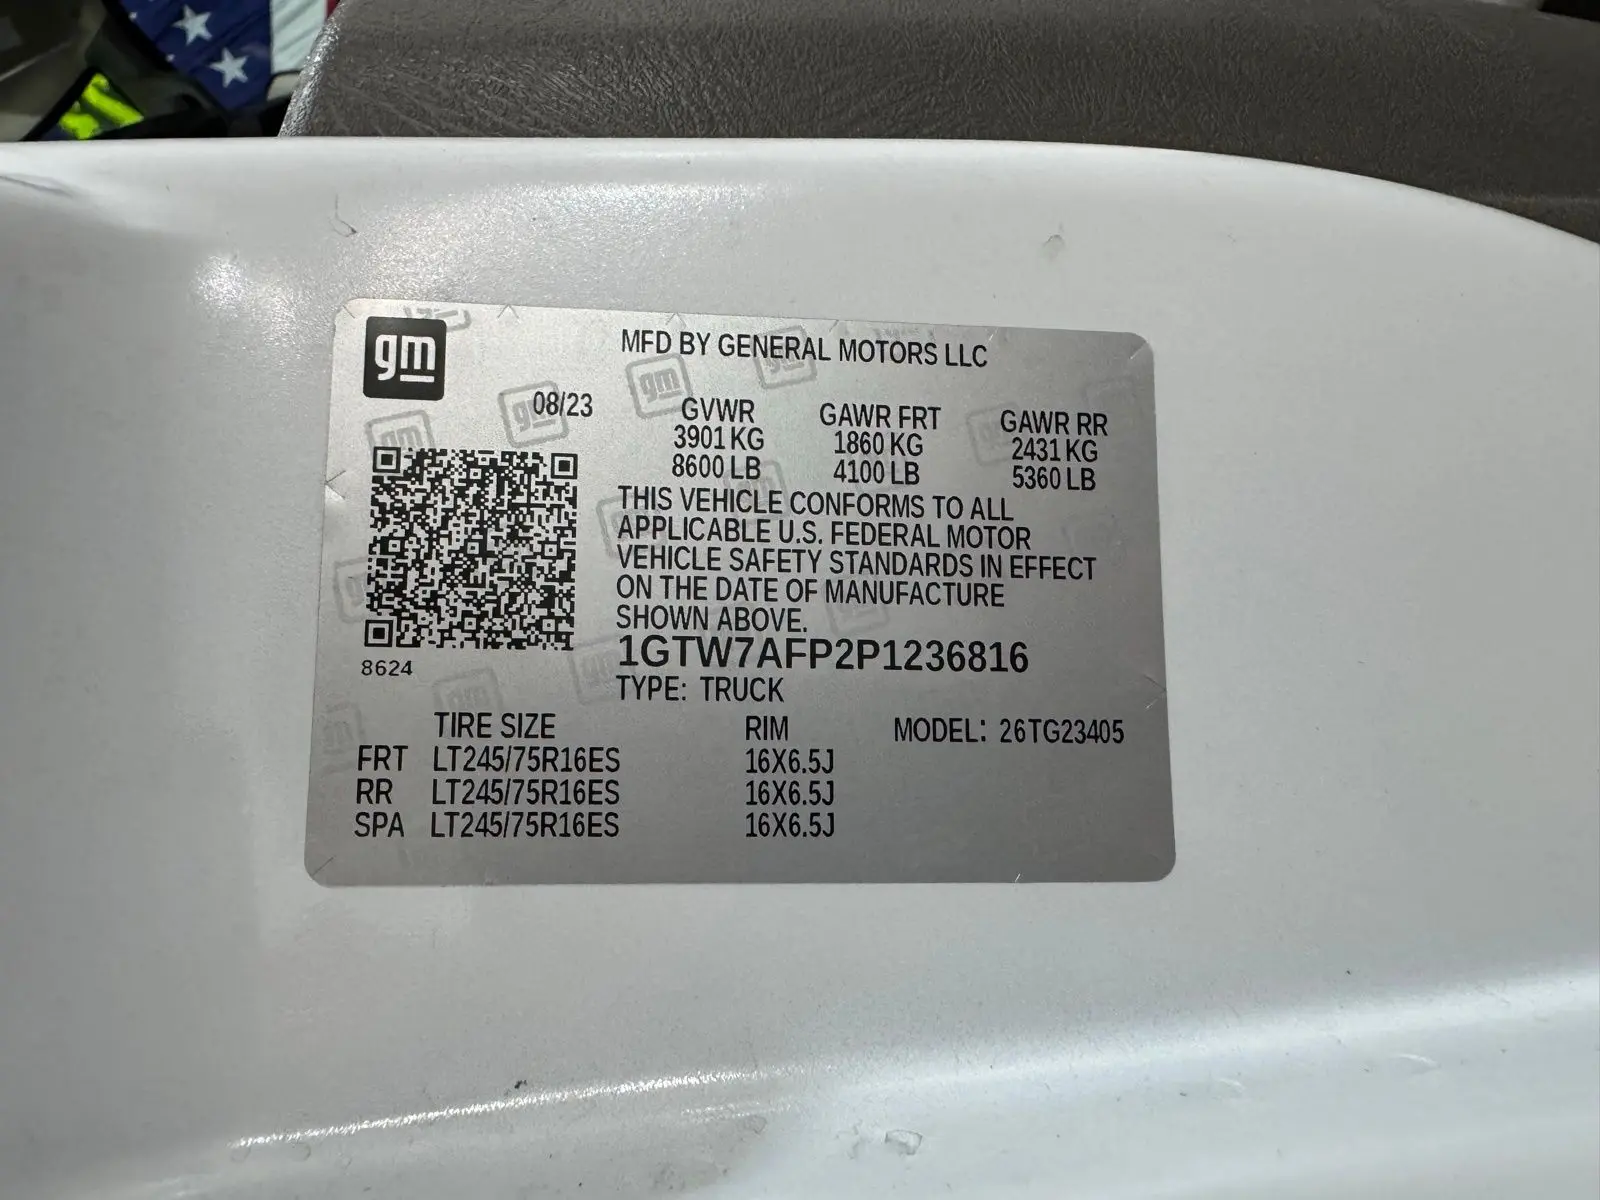 gm
MFD BY GENERAL MOTORS LLC
08/23
GVWR GAWR FRT GAWR RR
3901 KG 1860 KG 2431 KG
8600 LB 4100 LB 5360 LB
THIS VEHICLE CONFORMS TO ALL
APPLICABLE U.S. FEDERAL MOTOR
VEHICLE SAFETY STANDARDS IN EFFECT
ON THE DATE OF MANUFACTURE
SHOWN ABOVE.
1GTW7AFP2P1236816
8624
TYPE: TRUCK
TIRE SIZE RIM MODEL: 26TG23405
FRT LT245/75R16ES 16X6.5J
RR LT245/75R16ES 16X6.5J
SPA LT245/75R16ES 16X6.5J